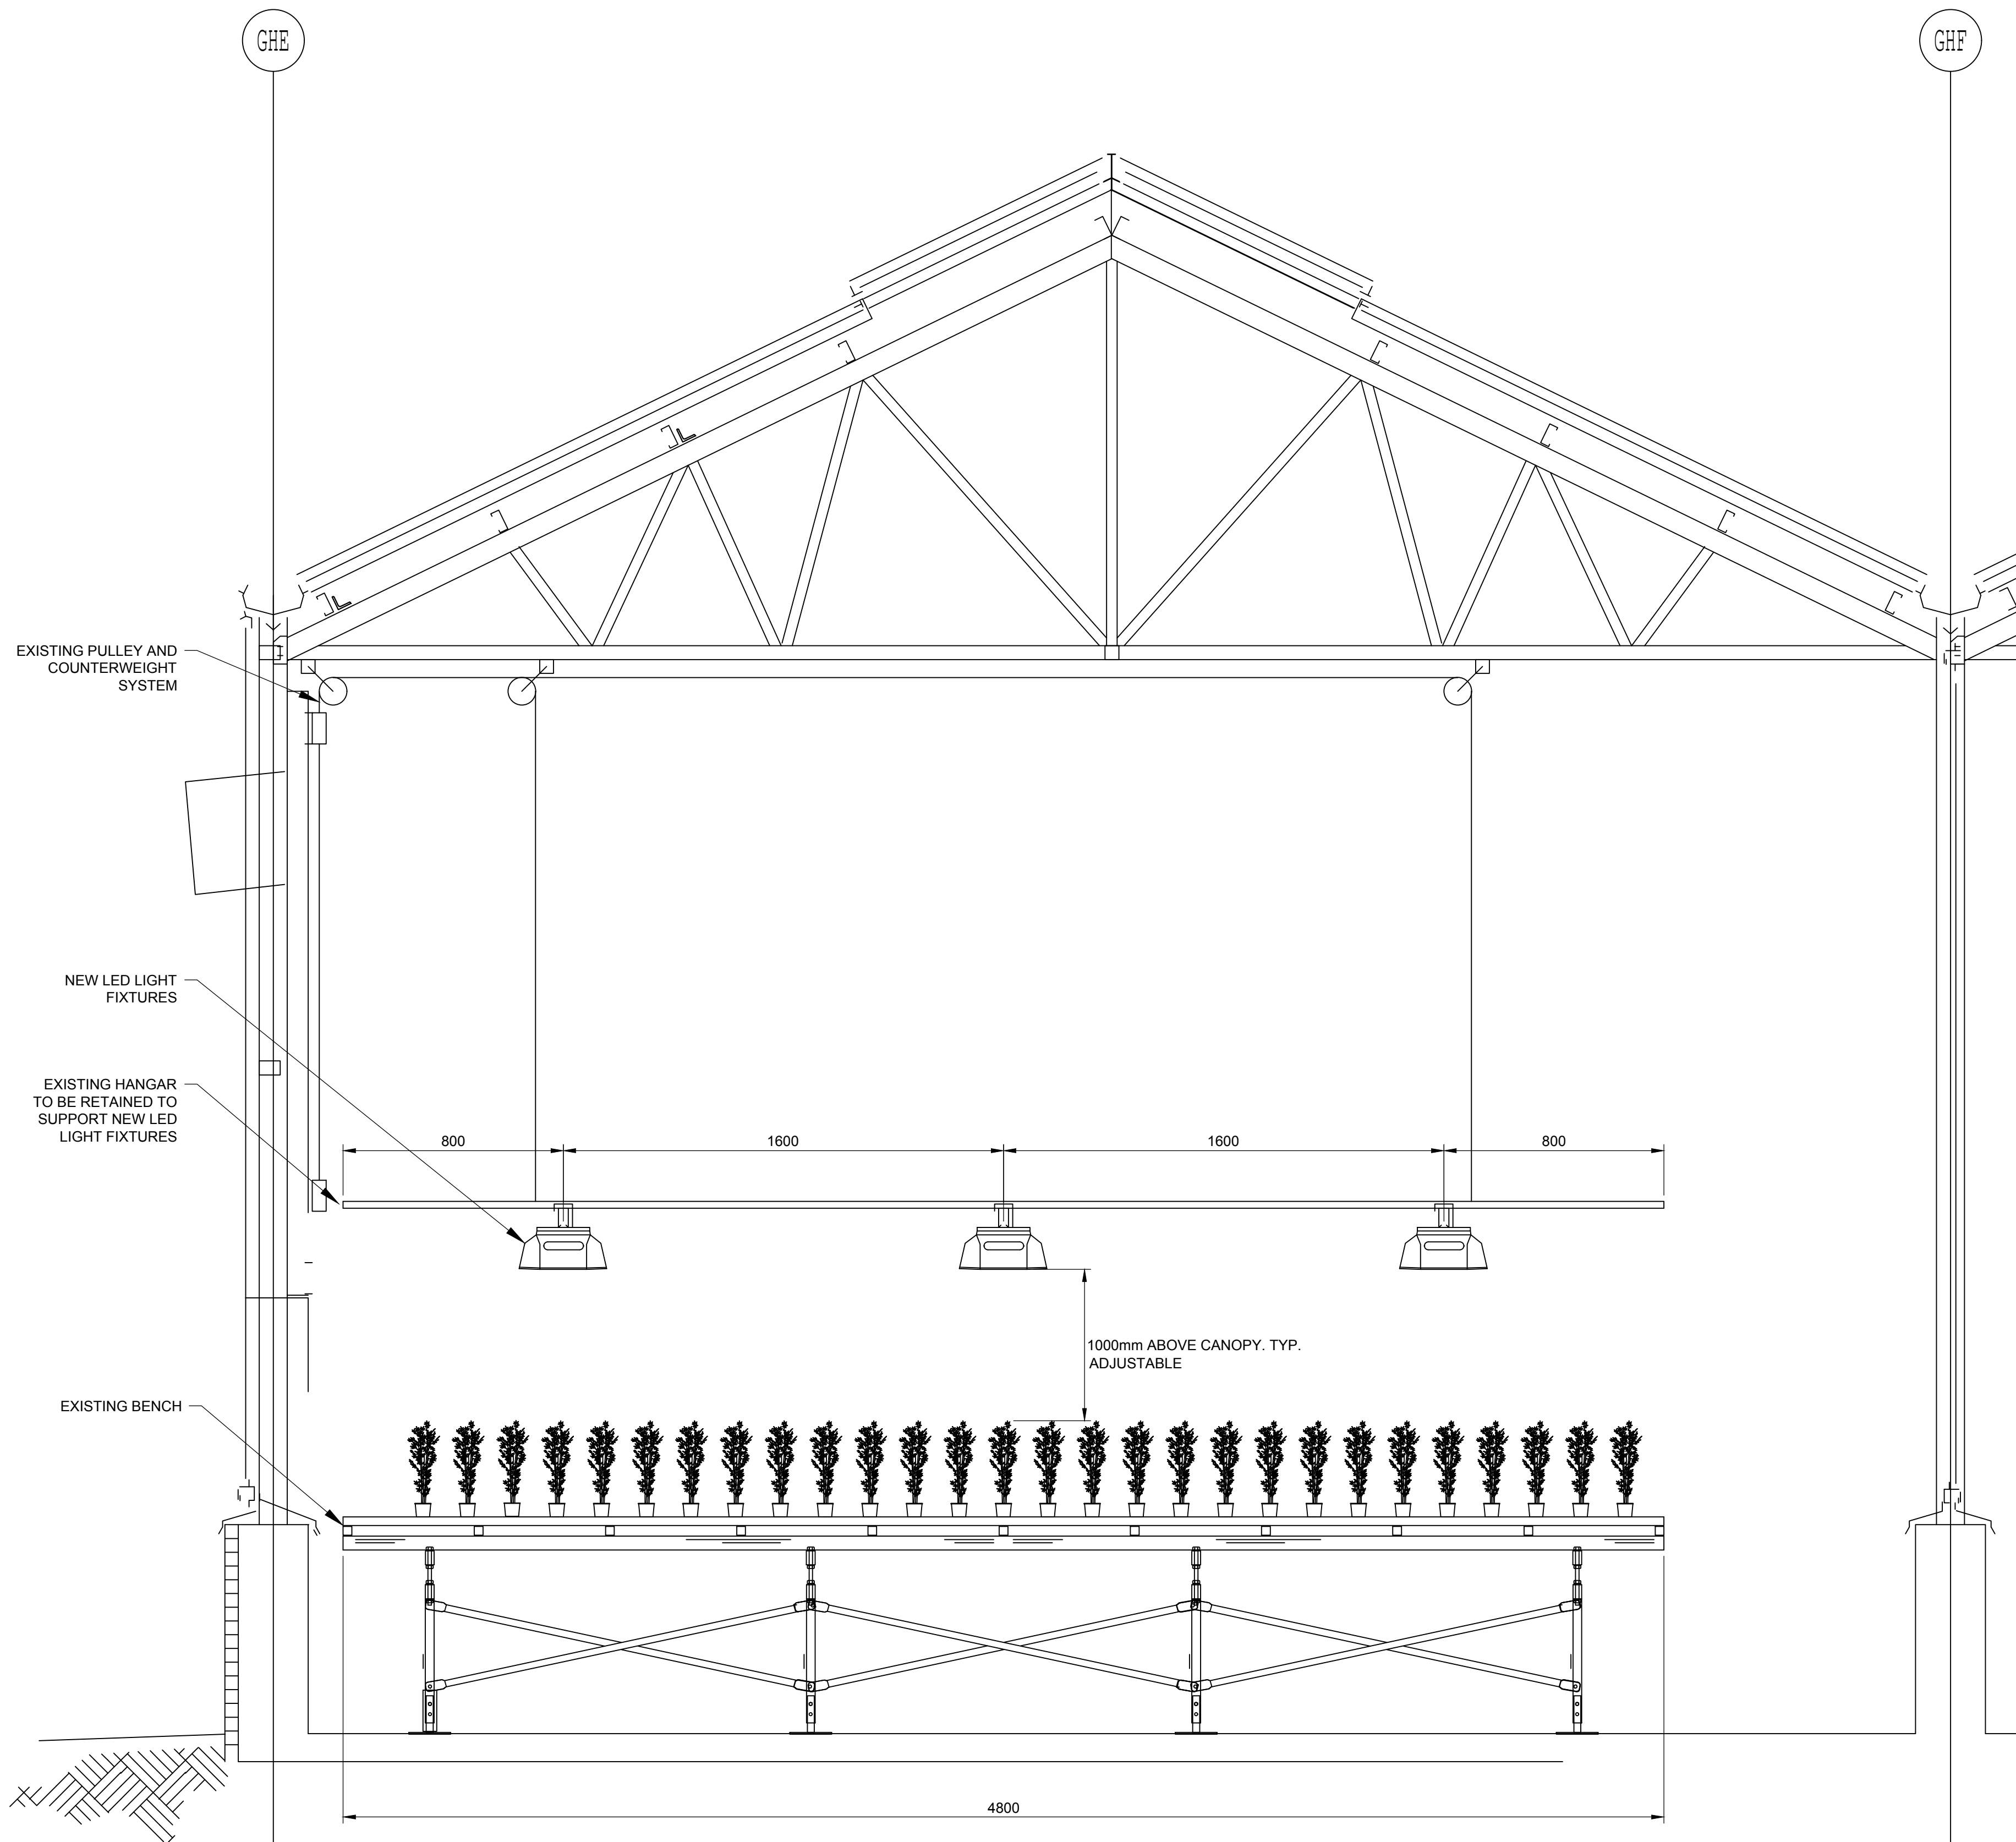 GHE
GHF
EXISTING PULLEY AND
COUNTERWEIGHT
SYSTEM
NEW LED LIGHT
FIXTURES
EXISTING HANGAR
TO BE RETAINED TO
SUPPORT NEW LED
LIGHT FIXTURES
800
1600
1600
800
1000mm ABOVE CANOPY. TYP.
ADJUSTABLE
EXISTING BENCH
4800